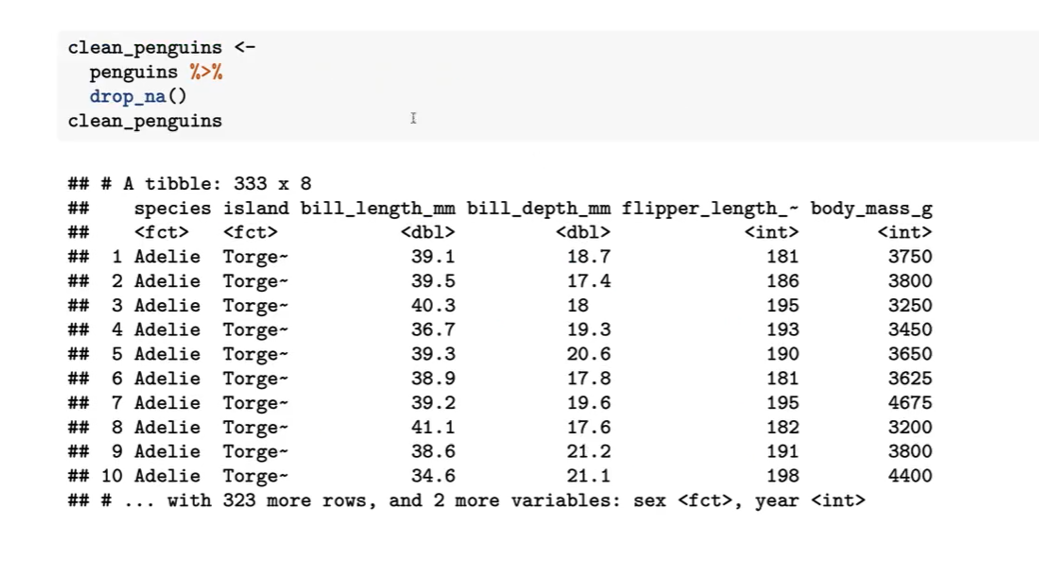 clean_penguins <-
  penguins %>%
  drop_na()
clean_penguins
## # A tibble: 333 x 8
##    species island bill_length_mm bill_depth_mm flipper_length_~ body_mass_g
##    <fct>   <fct>           <dbl>         <dbl>            <int>       <int>
##  1 Adelie  Torge~           39.1          18.7              181        3750
##  2 Adelie  Torge~           39.5          17.4              186        3800
##  3 Adelie  Torge~           40.3          18                195        3250
##  4 Adelie  Torge~           36.7          19.3              193        3450
##  5 Adelie  Torge~           39.3          20.6              190        3650
##  6 Adelie  Torge~           38.9          17.8              181        3625
##  7 Adelie  Torge~           39.2          19.6              195        4675
##  8 Adelie  Torge~           41.1          17.6              182        3200
##  9 Adelie  Torge~           38.6          21.2              191        3800
## 10 Adelie  Torge~           34.6          21.1              198        4400
## # ... with 323 more rows, and 2 more variables: sex <fct>, year <int>